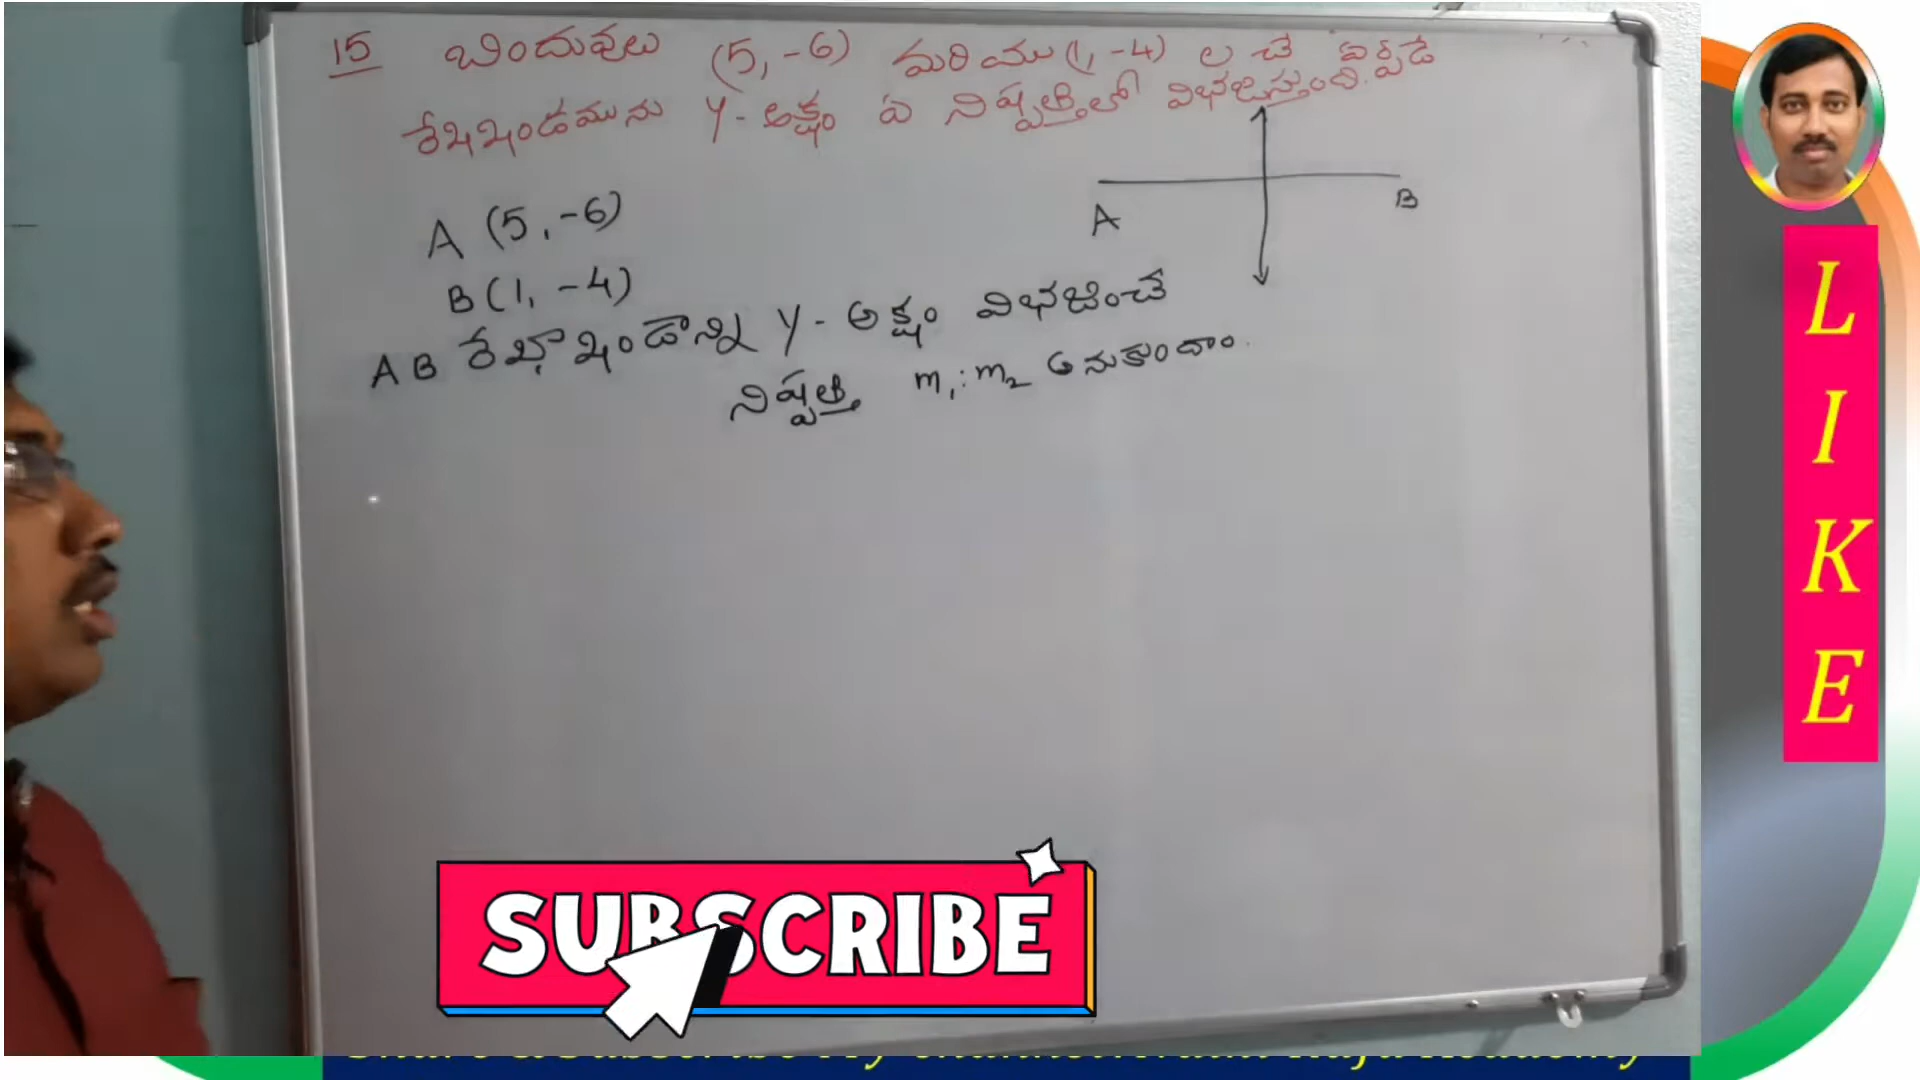 15 బిందువులు (5, -6) మరియు (1, -4) ల చే ఏర్పడే
రేఖఖండమును Y - అక్షం ఏ నిష్పత్తిలో విభజిస్తుంది.
A (5, -6)
B (1, -4)
A B
AB రేఖాఖండాన్ని Y - అక్షం విభజించే
నిష్పత్తి m₁:m₂ అనుకుందాం.
SUBSCRIBE
LIKE